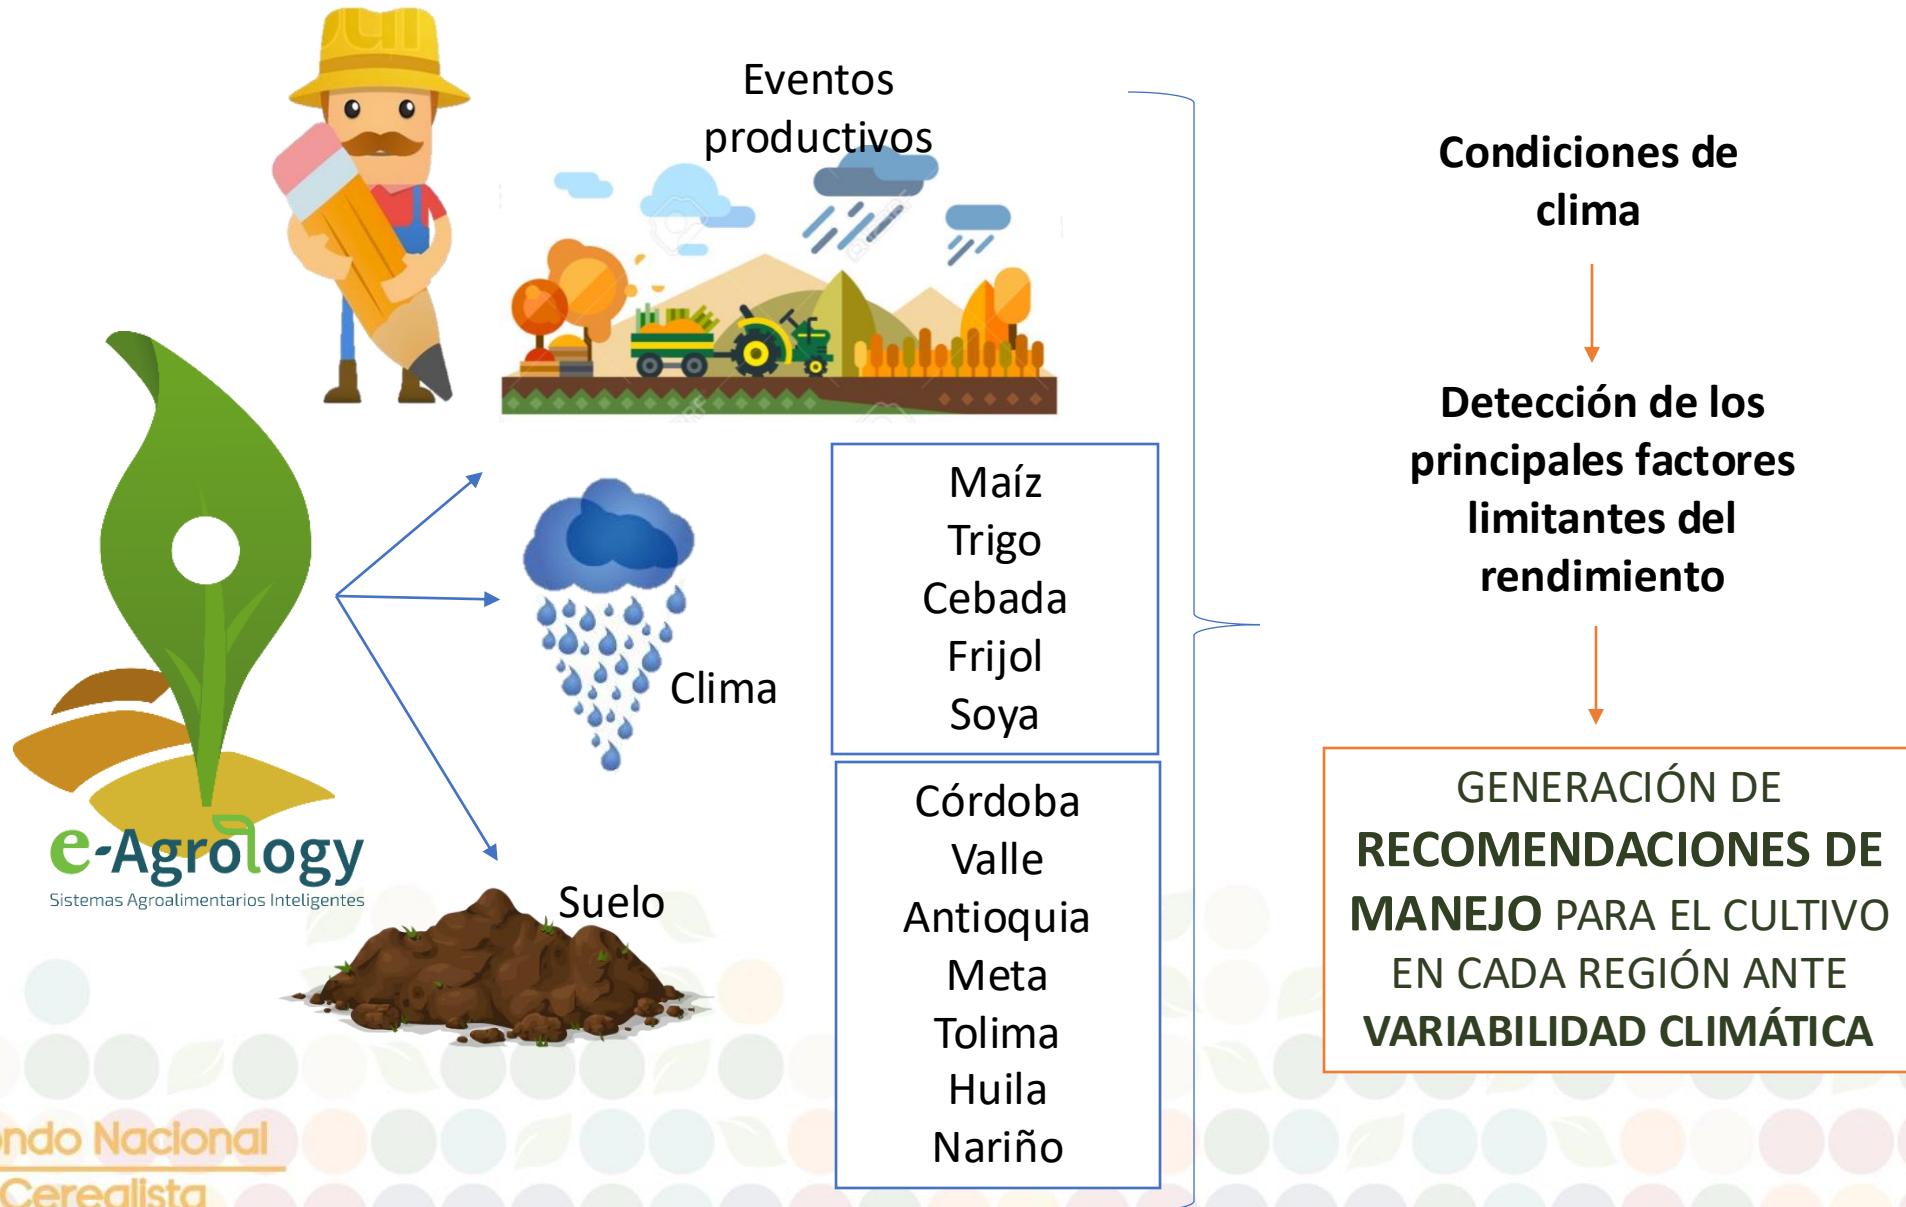 Eventos
productivos
Clima
Suelo
e-Agrology
Sistemas Agroalimentarios Inteligentes
Maíz
Trigo
Cebada
Frijol
Soya
Córdoba
Valle
Antioquia
Meta
Tolima
Huila
Nariño
Condiciones de
clima
Detección de los
principales factores
limitantes del
rendimiento
GENERACIÓN DE
RECOMENDACIONES DE
MANEJO PARA EL CULTIVO
EN CADA REGIÓN ANTE
VARIABILIDAD CLIMÁTICA
ndo Nacional
Cerealista